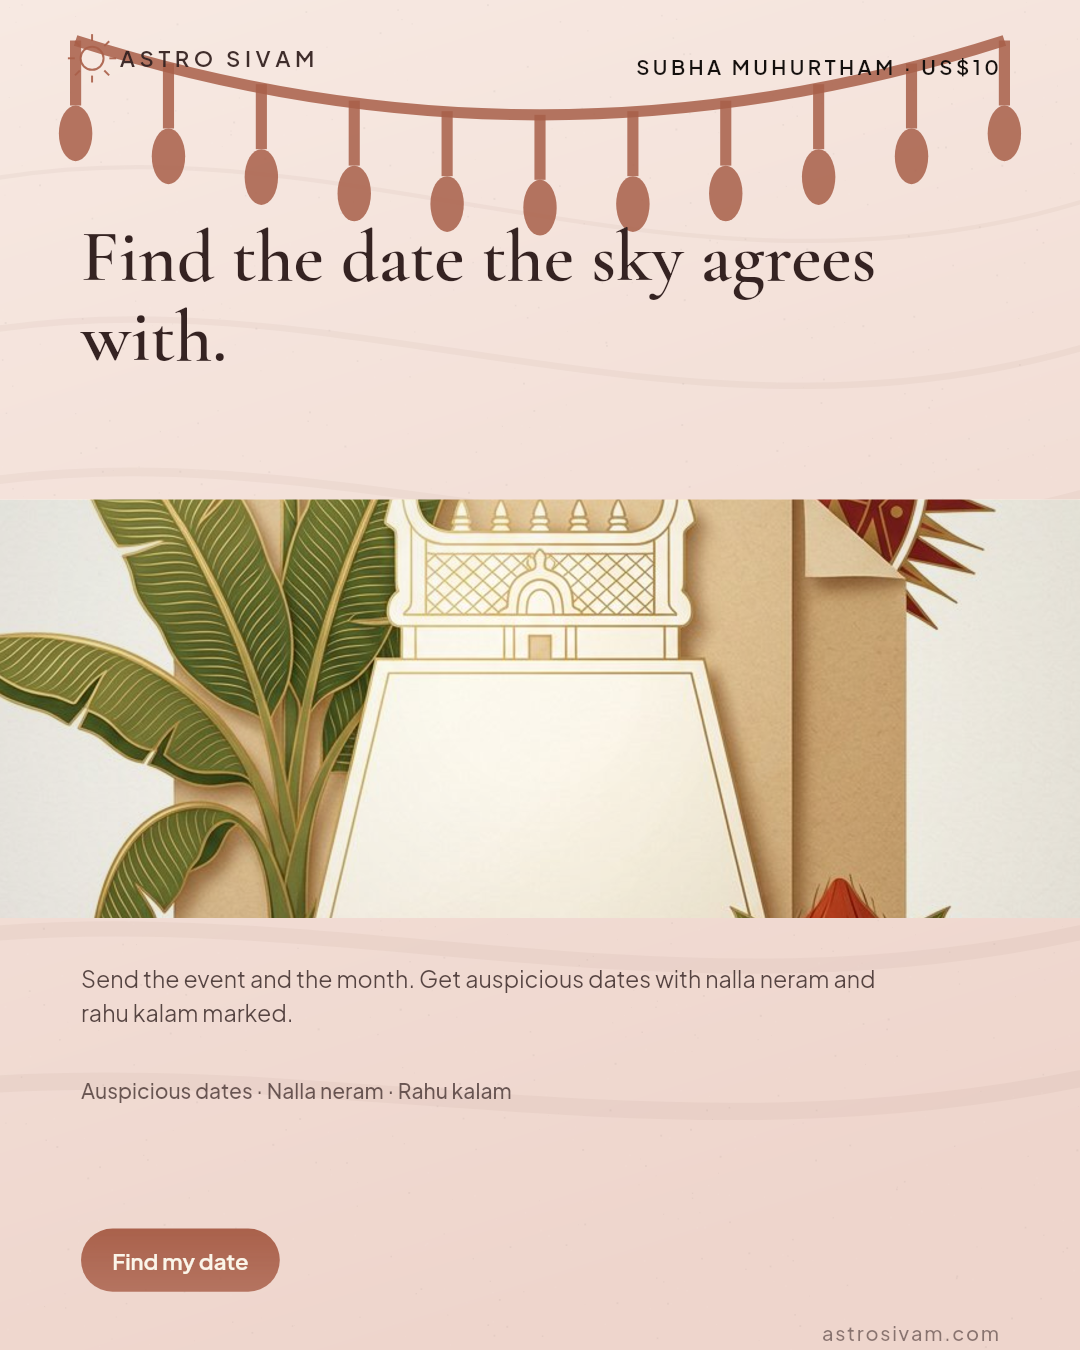 ASTRO SIVAM
SUBHA MUHURTHAM · US$10
Find the date the sky agrees
with.
Send the event and the month. Get auspicious dates with nalla neram and
rahu kalam marked.
Auspicious dates · Nalla neram · Rahu kalam
Find my date
astrosivam.com